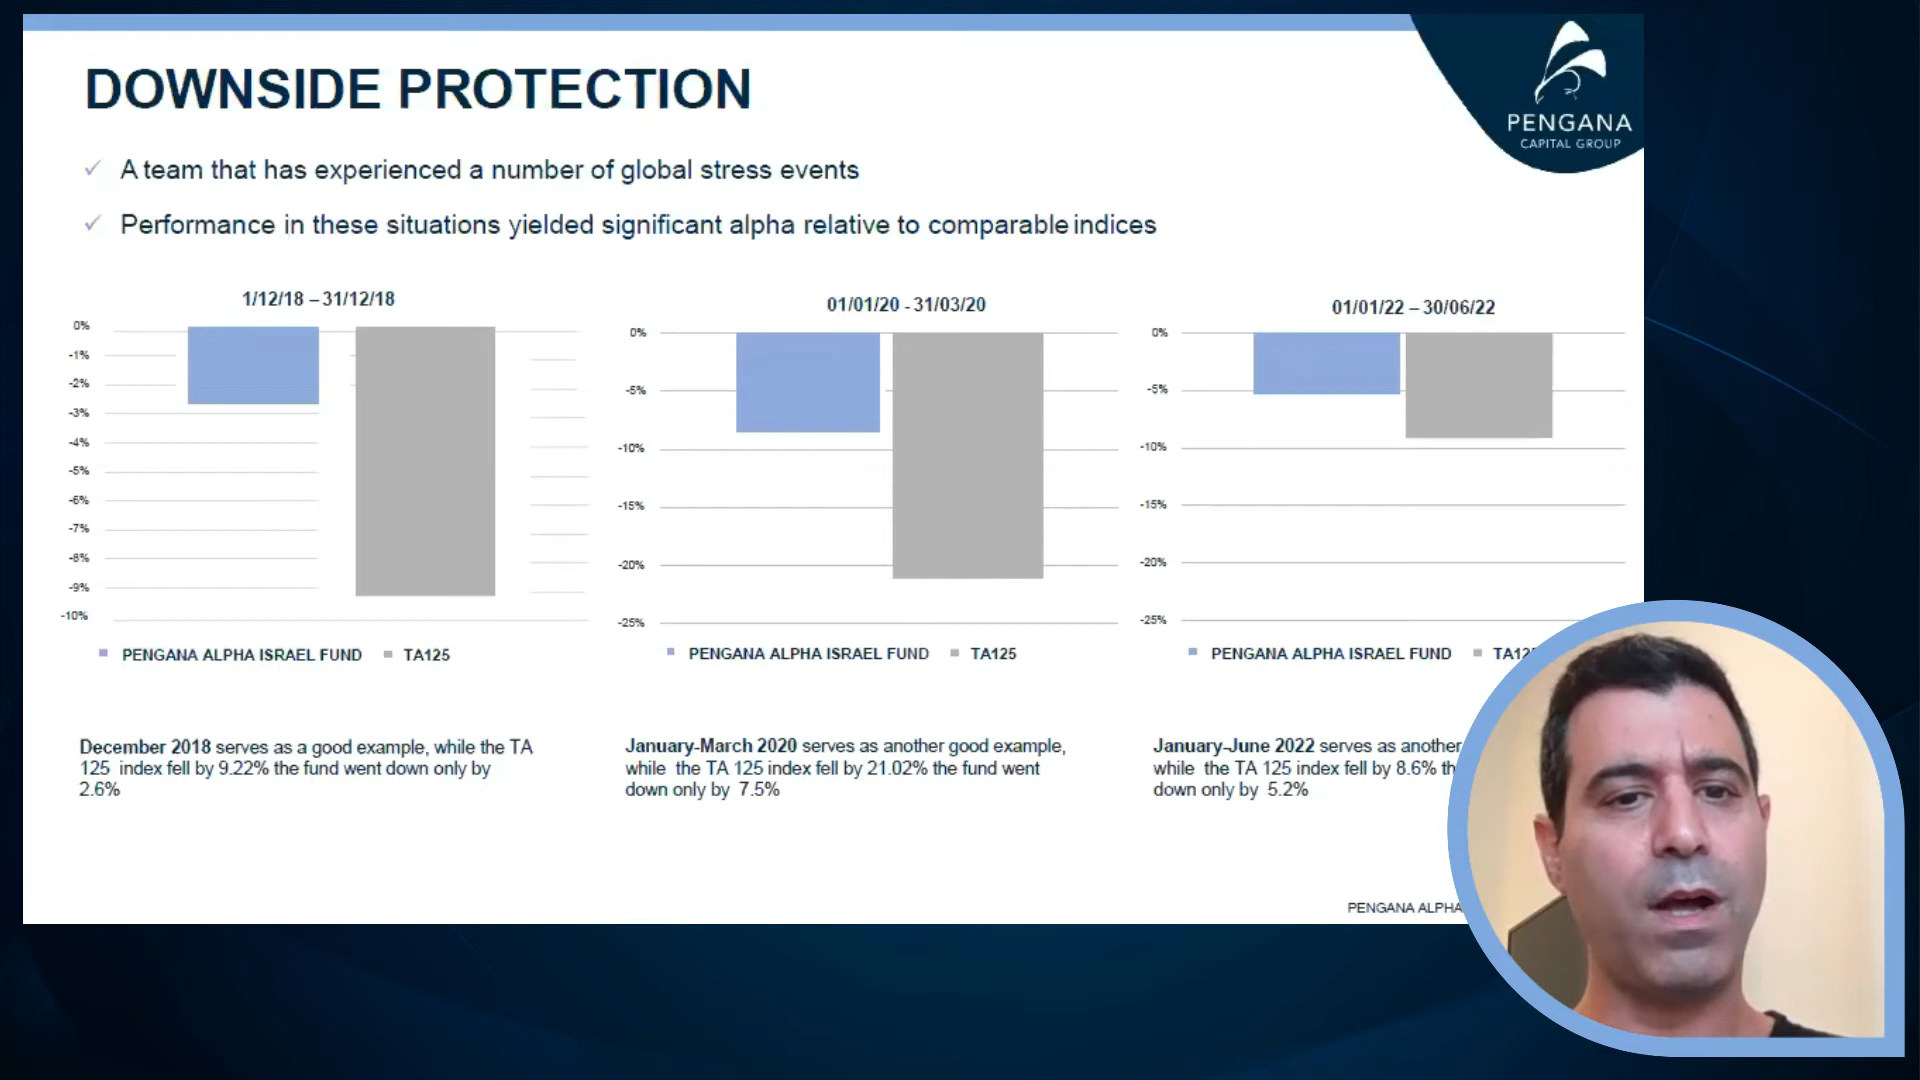 DOWNSIDE PROTECTION
PENGANA
CAPITAL GROUP
✓ A team that has experienced a number of global stress events
✓ Performance in these situations yielded significant alpha relative to comparable indices
1/12/18 – 31/12/18
0%
-1%
-2%
-3%
-4%
-5%
-6%
-7%
-8%
-9%
-10%
PENGANA ALPHA ISRAEL FUND TA125
December 2018 serves as a good example, while the TA
125 index fell by 9.22% the fund went down only by
2.6%
01/01/20 - 31/03/20
0%
-5%
-10%
-15%
-20%
-25%
PENGANA ALPHA ISRAEL FUND TA125
January-March 2020 serves as another good example,
while the TA 125 index fell by 21.02% the fund went
down only by 7.5%
01/01/22 – 30/06/22
0%
-5%
-10%
-15%
-20%
-25%
PENGANA ALPHA ISRAEL FUND
January-June 2022 serves as another
while the TA 125 index fell by 8.6%
down only by 5.2%
PENGANA ALPHA